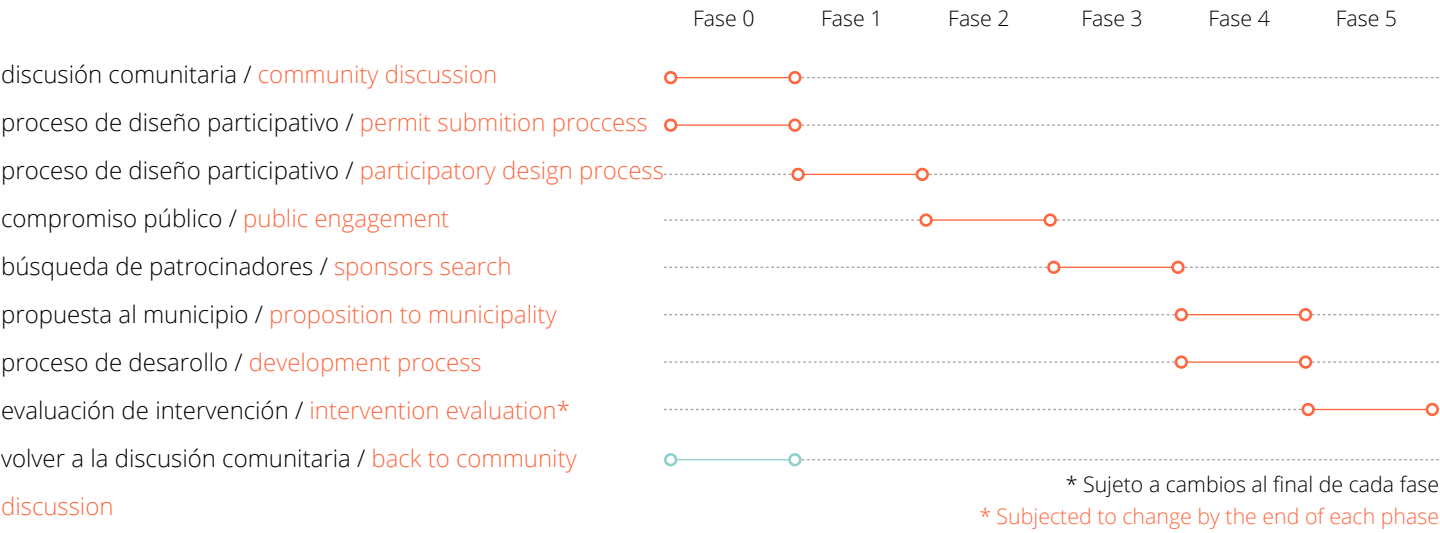 Fase 0 Fase 1 Fase 2 Fase 3 Fase 4 Fase 5
discusión comunitaria / community discussion
proceso de diseño participativo / permit submition proccess
proceso de diseño participativo / participatory design process
compromiso público / public engagement
búsqueda de patrocinadores / sponsors search
propuesta al municipio / proposition to municipality
proceso de desarollo / development process
evaluación de intervención / intervention evaluation*
volver a la discusión comunitaria / back to community
discussion
* Sujeto a cambios al final de cada fase
* Subjected to change by the end of each phase